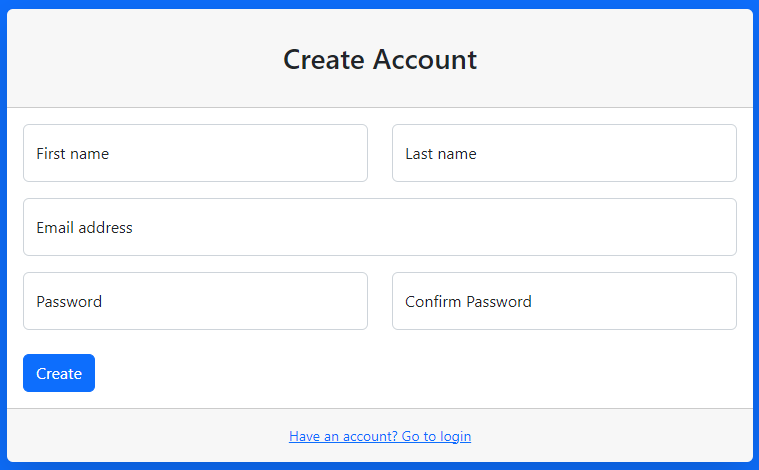 Create Account
First name
Last name
Email address
Password
Confirm Password
Create
Have an account? Go to login